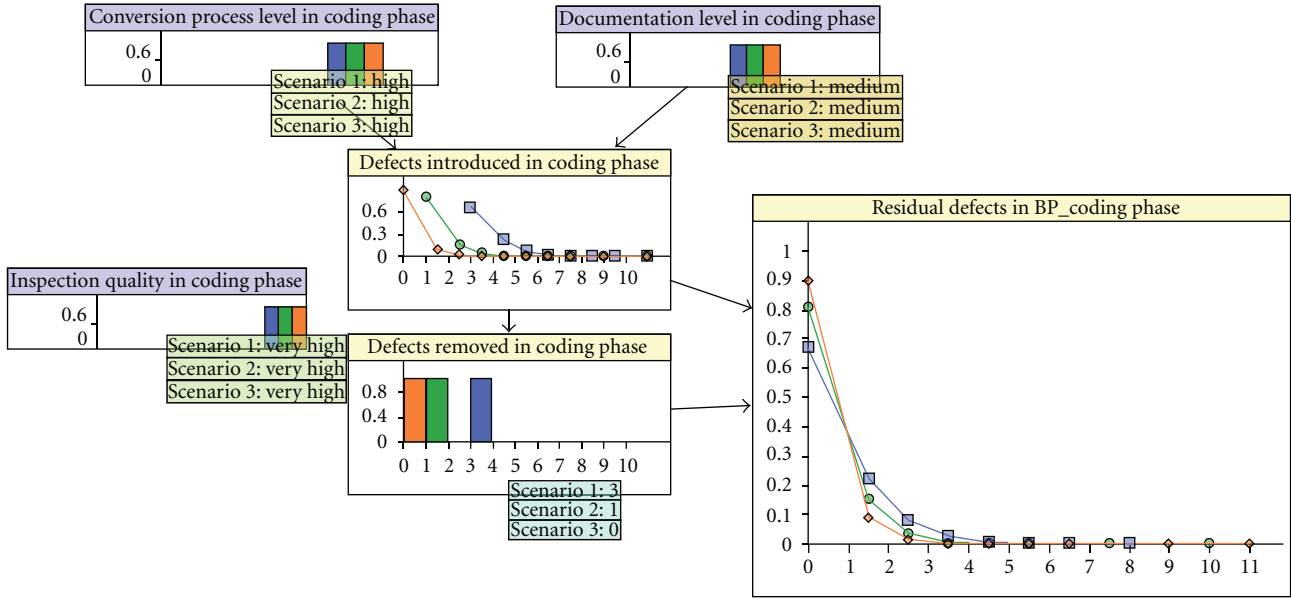 Conversion process level in coding phase
0.6
0
Scenario 1: high
Scenario 2: high
Scenario 3: high
Documentation level in coding phase
0.6
0
Scenario 1: medium
Scenario 2: medium
Scenario 3: medium
Defects introduced in coding phase
0.6
0.3
0
0 1 2 3 4 5 6 7 8 9 10
Inspection quality in coding phase
0.6
0
Scenario 1: very high
Scenario 2: very high
Scenario 3: very high
Defects removed in coding phase
0.8
0.4
0
0 1 2 3 4 5 6 7 8 9 10
Scenario 1: 3
Scenario 2: 1
Scenario 3: 0
Residual defects in BP_coding phase
1
0.9
0.8
0.7
0.6
0.5
0.4
0.3
0.2
0.1
0
0 1 2 3 4 5 6 7 8 9 10 11